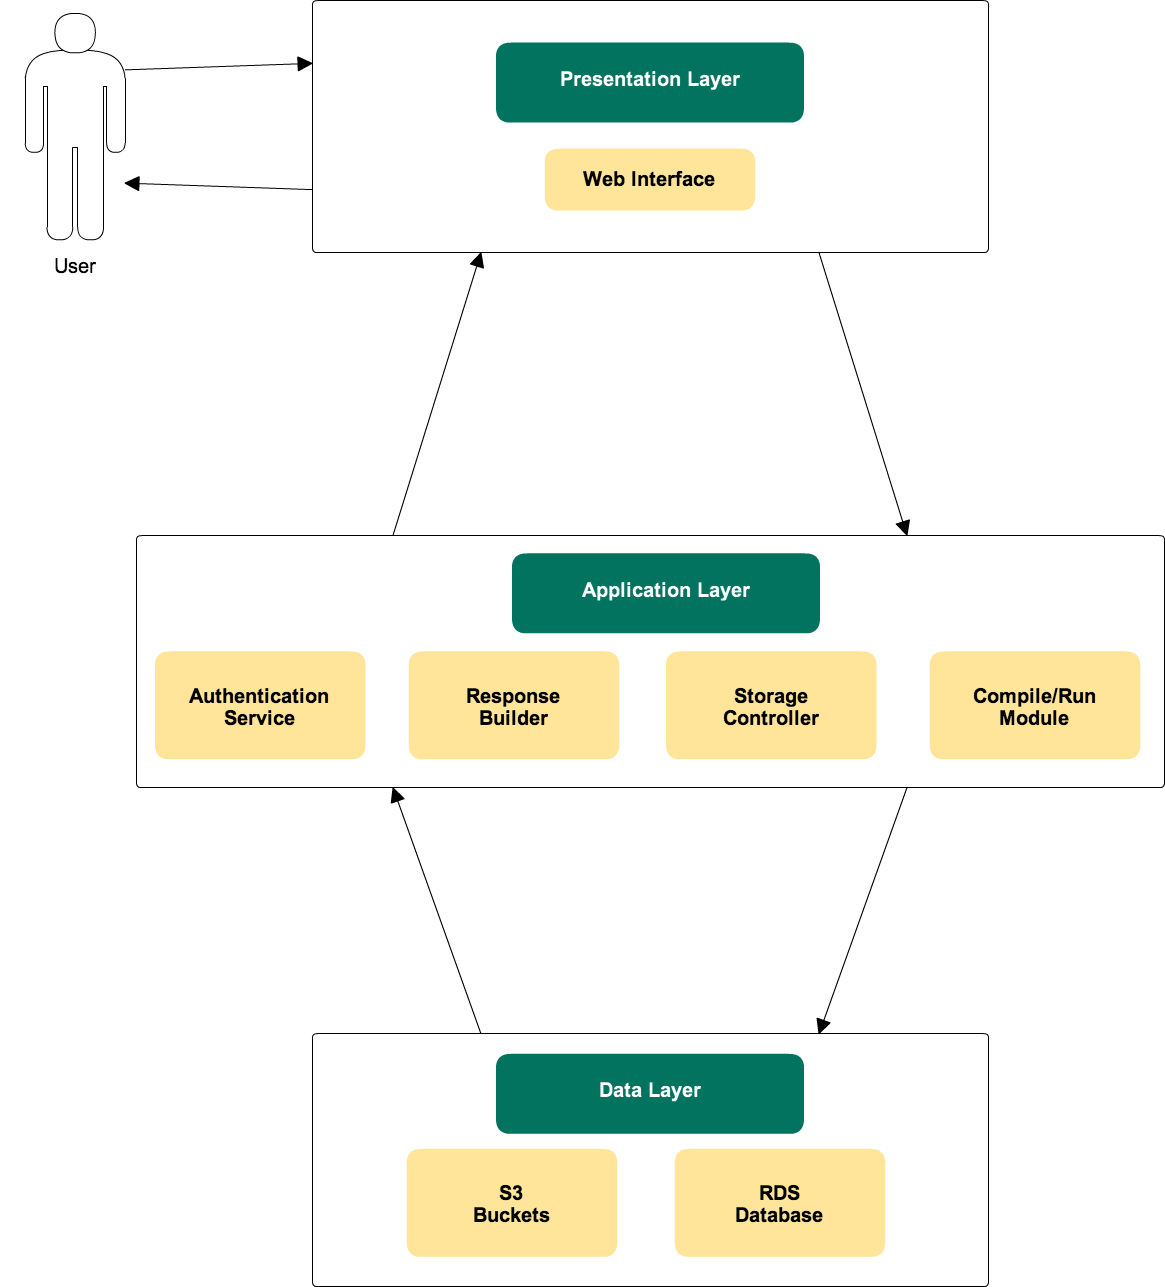 Presentation Layer
Web Interface
User
Application Layer
Authentication
Service
Response
Builder
Storage
Controller
Compile/Run
Module
Data Layer
S3
Buckets
RDS
Database